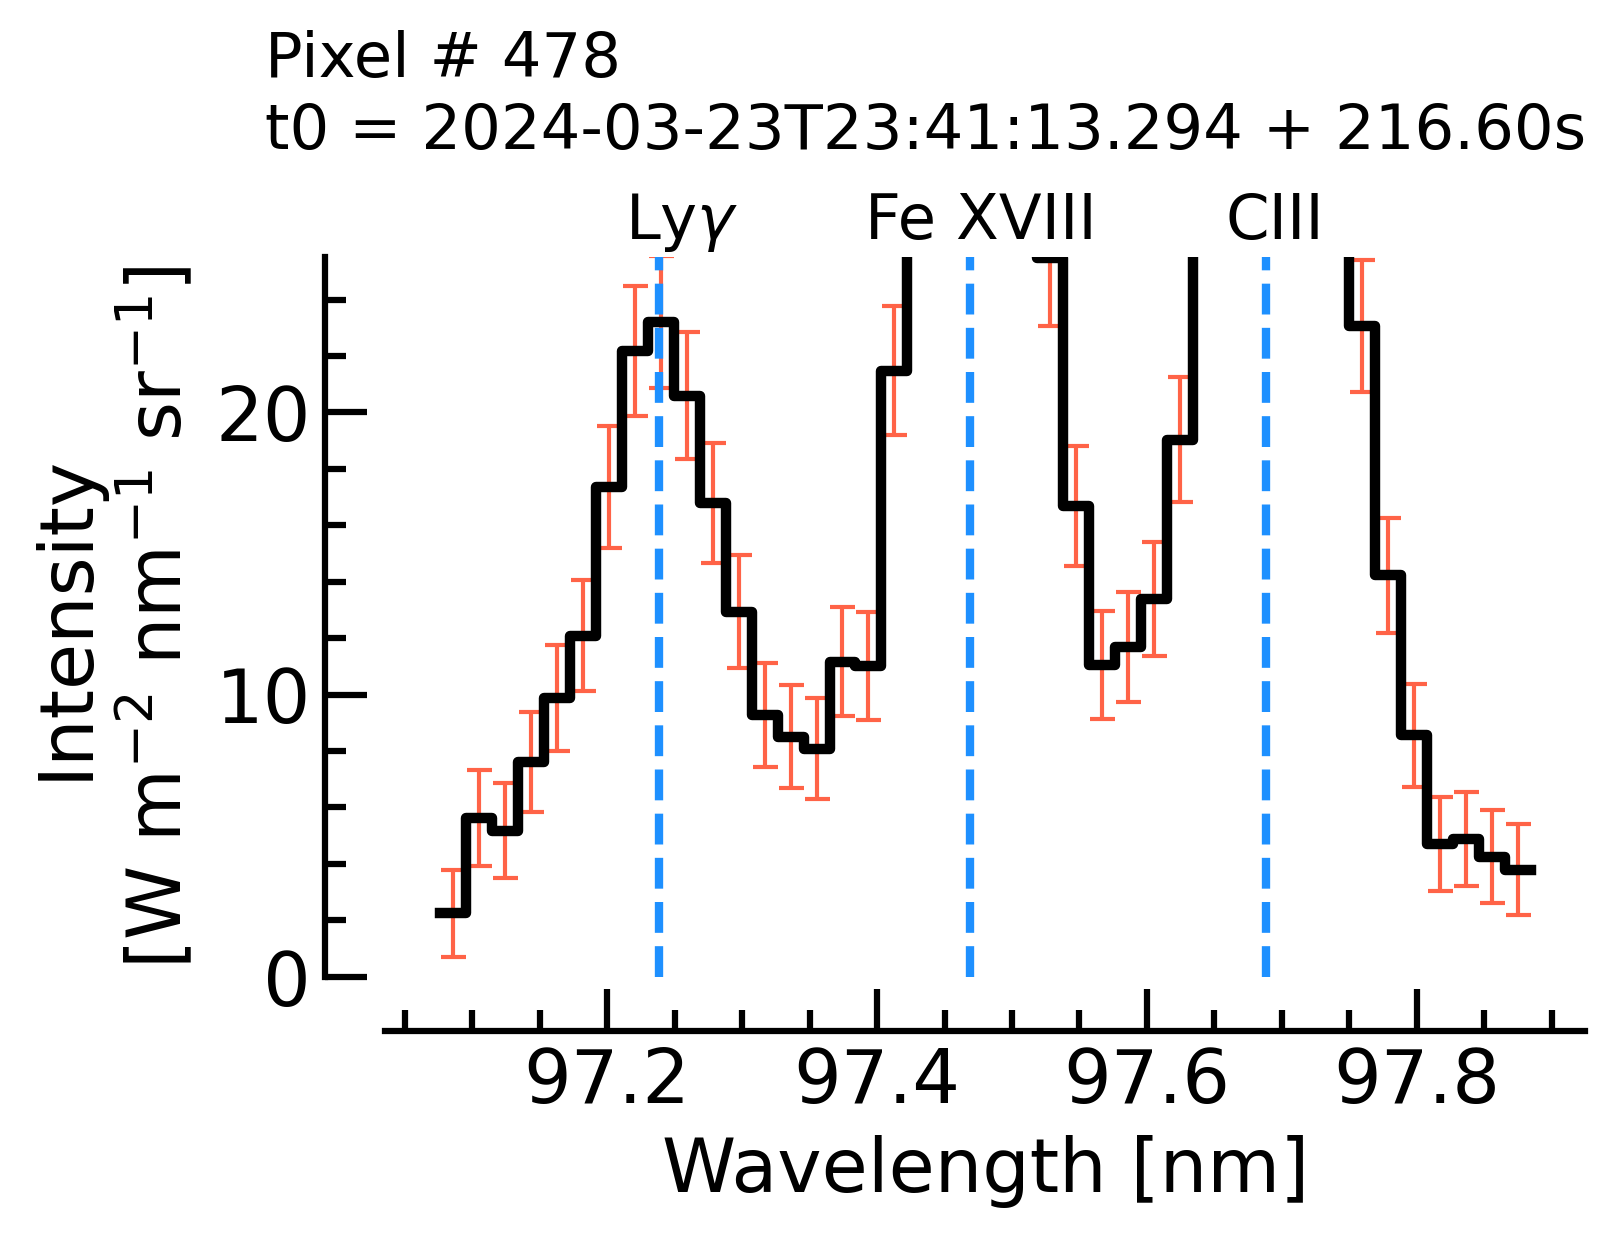 Pixel # 478
t0 = 2024-03-23T23:41:13.294 + 216.60s
Lyγ Fe XVIII CIII
Intensity
[W m⁻² nm⁻¹ sr⁻¹]
20
10
0
97.2 97.4 97.6 97.8
Wavelength [nm]